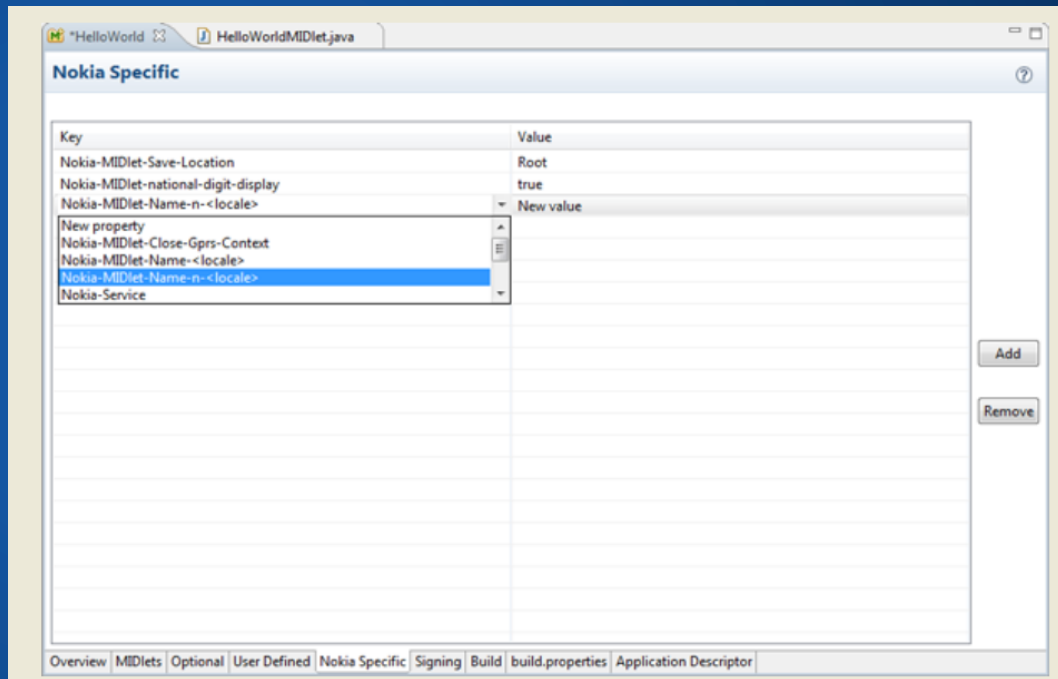 *HelloWorld HelloWorldMIDlet.java
Nokia Specific
Key Value
Nokia-MIDlet-Save-Location Root
Nokia-MIDlet-national-digit-display true
Nokia-MIDlet-Name-n-<locale> New value
New property
Nokia-MIDlet-Close-Gprs-Context
Nokia-MIDlet-Name-<locale>
Nokia-MIDlet-Name-n-<locale>
Nokia-Service
Add
Remove
Overview MIDlets Optional User Defined Nokia Specific Signing Build build.properties Application Descriptor